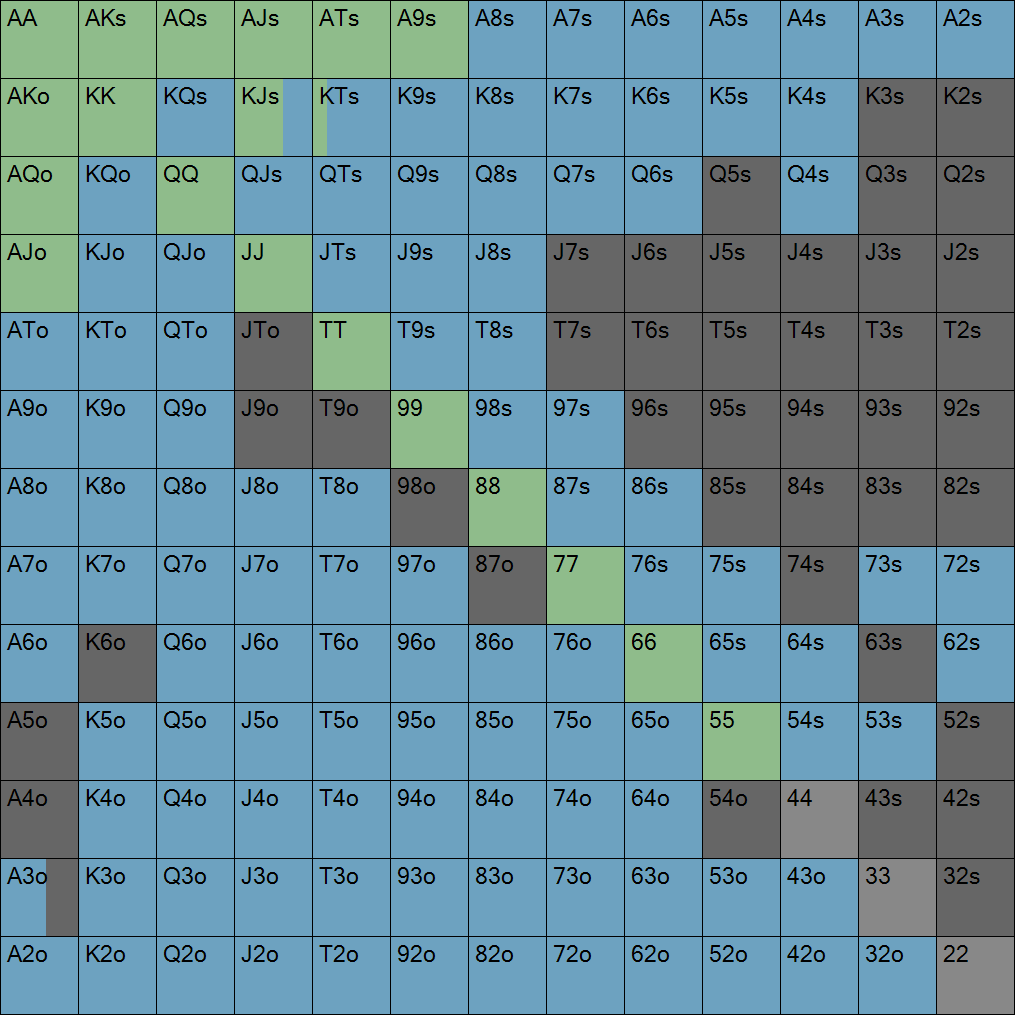 AA AKs AQs AJs ATs A9s A8s A7s A6s A5s A4s A3s A2s
AKo KK KQs KJs KTs K9s K8s K7s K6s K5s K4s K3s K2s
AQo KQo QQ QJs QTs Q9s Q8s Q7s Q6s Q5s Q4s Q3s Q2s
AJo KJo QJo JJ JTs J9s J8s J7s J6s J5s J4s J3s J2s
ATo KTo QTo JTo TT T9s T8s T7s T6s T5s T4s T3s T2s
A9o K9o Q9o J9o T9o 99 98s 97s 96s 95s 94s 93s 92s
A8o K8o Q8o J8o T8o 98o 88 87s 86s 85s 84s 83s 82s
A7o K7o Q7o J7o T7o 97o 87o 77 76s 75s 74s 73s 72s
A6o K6o Q6o J6o T6o 96o 86o 76o 66 65s 64s 63s 62s
A5o K5o Q5o J5o T5o 95o 85o 75o 65o 55 54s 53s 52s
A4o K4o Q4o J4o T4o 94o 84o 74o 64o 54o 44 43s 42s
A3o K3o Q3o J3o T3o 93o 83o 73o 63o 53o 43o 33 32s
A2o K2o Q2o J2o T2o 92o 82o 72o 62o 52o 42o 32o 22